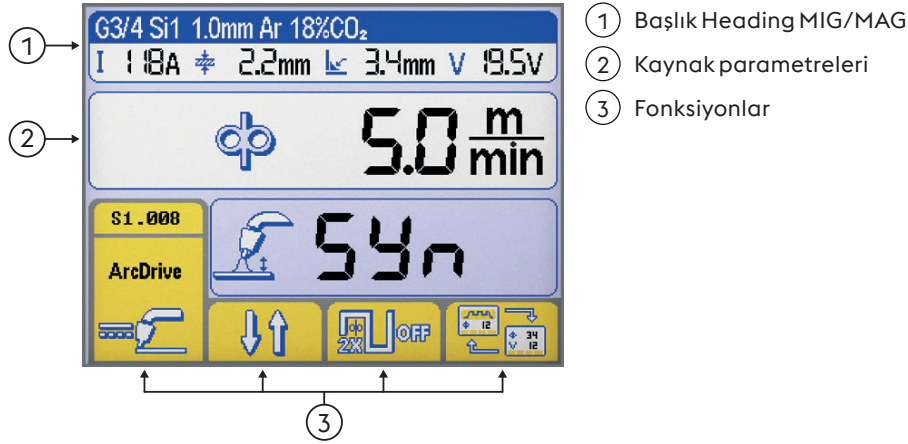 G3/4 Si1 1.0mm Ar 18%CO₂
I 118A 2.2mm 3.4mm V 19.5V
5.0 m/min
S1.008
Syn
ArcDrive
2X OFF
12
34
V 12
1 Başlık Heading MIG/MAG
2 Kaynak parametreleri
3 Fonksiyonlar
1
2
3